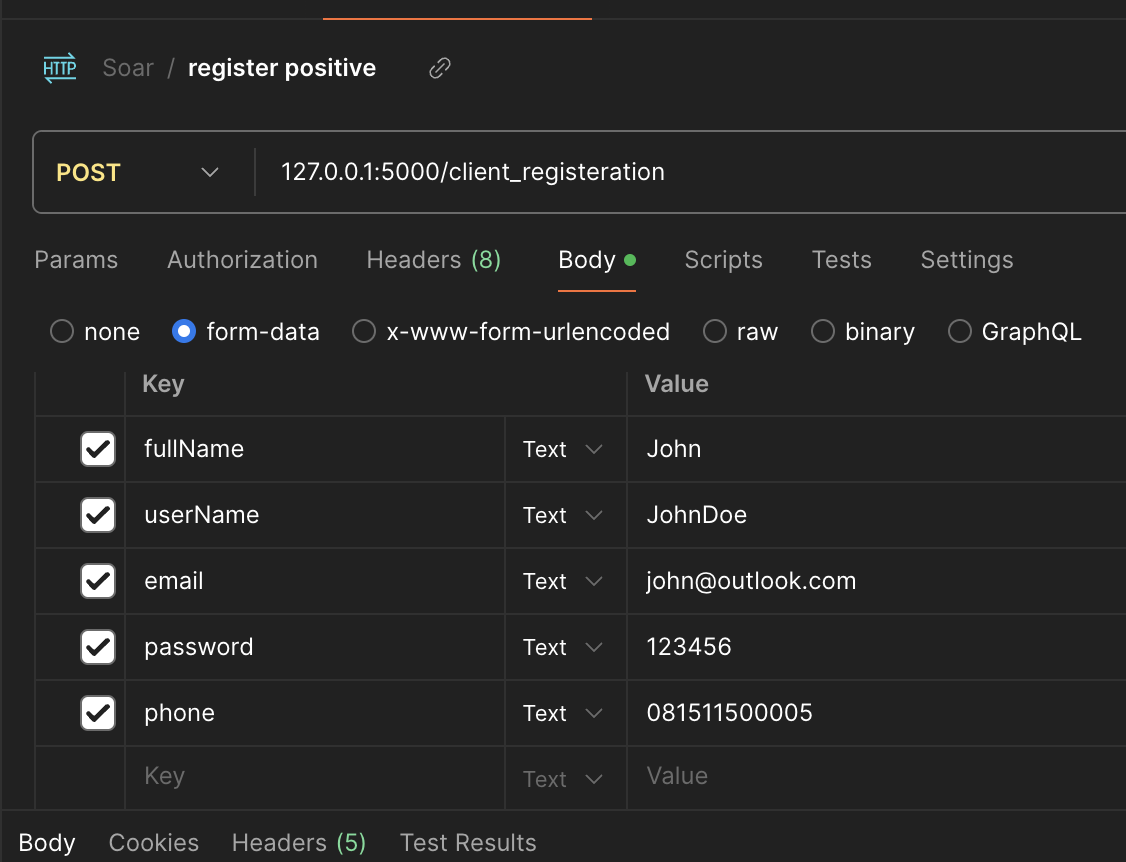 HTTP Soar / register positive
POST 127.0.0.1:5000/client_registeration
Params Authorization Headers (8) Body Scripts Tests Settings
none form-data x-www-form-urlencoded raw binary GraphQL
Key Value
fullName Text John
userName Text JohnDoe
email Text john@outlook.com
password Text 123456
phone Text 081511500005
Key Text Value
Body Cookies Headers (5) Test Results